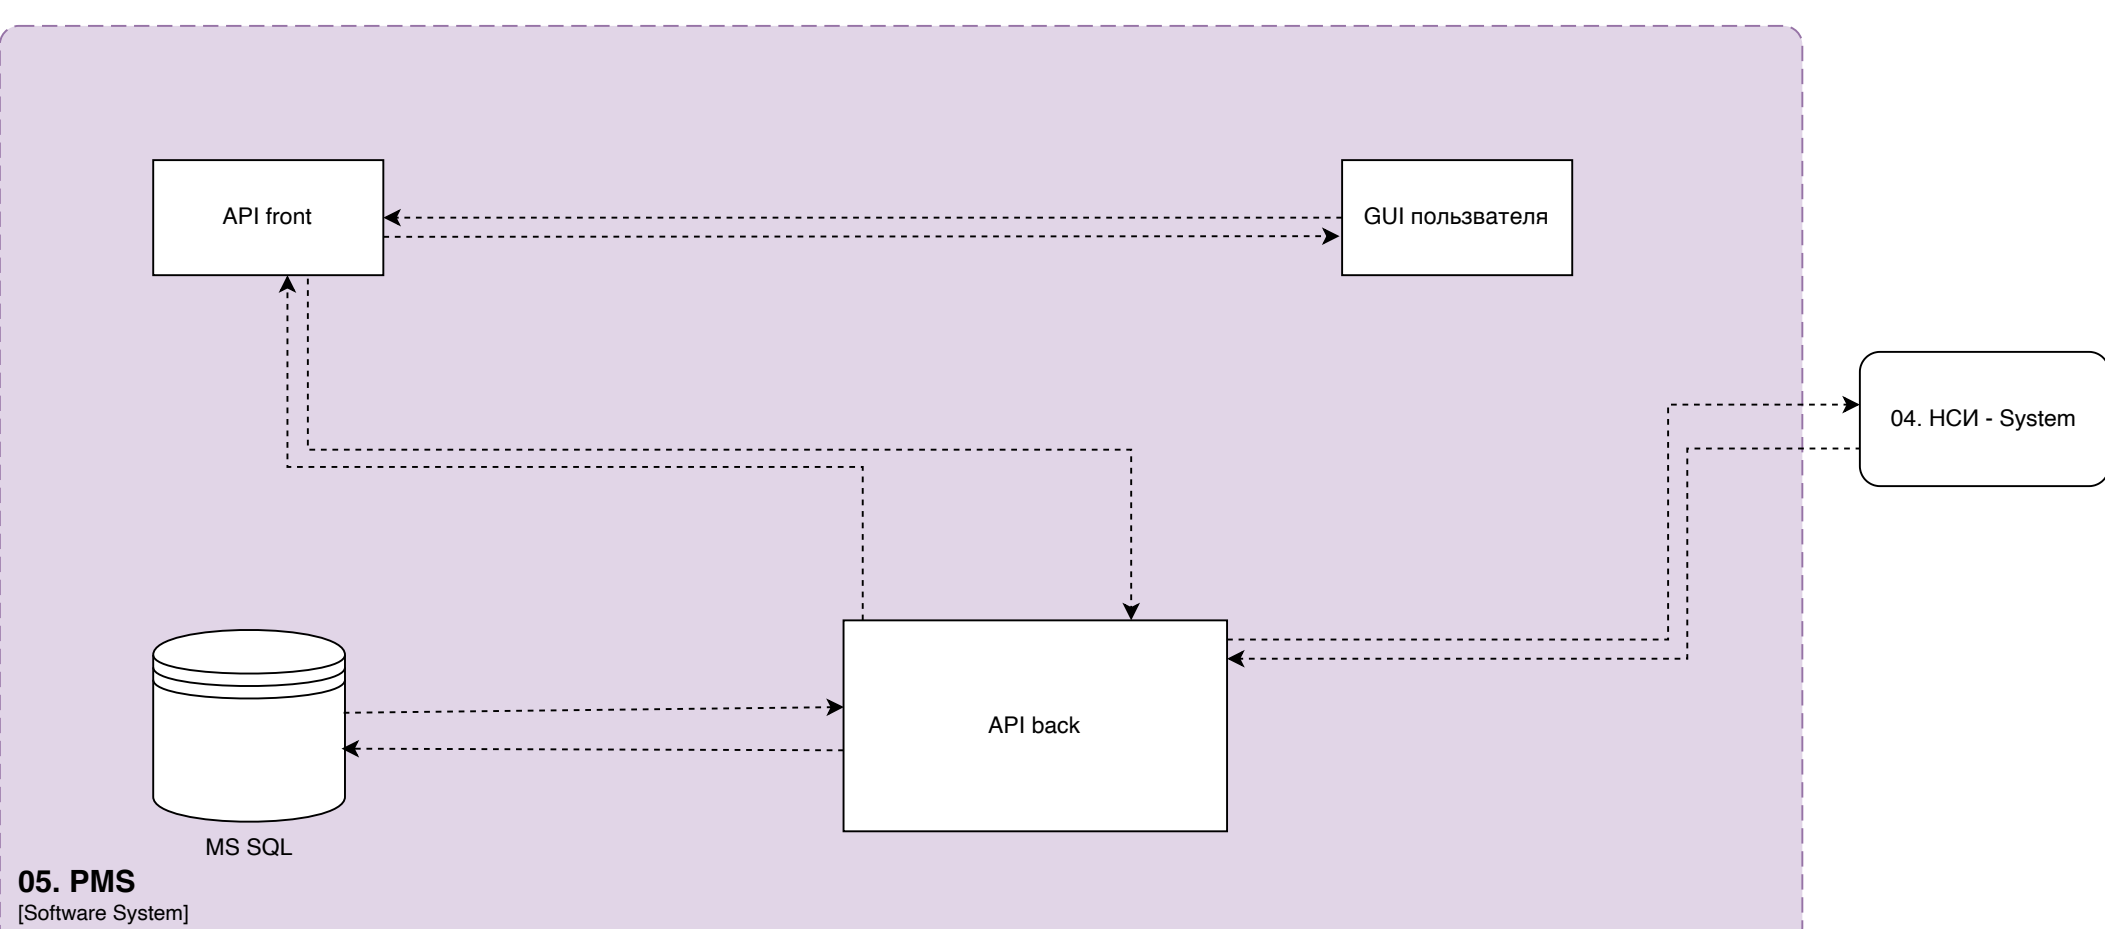 API front
GUI пользвателя
04. НСИ - System
API back
MS SQL
05. PMS
[Software System]